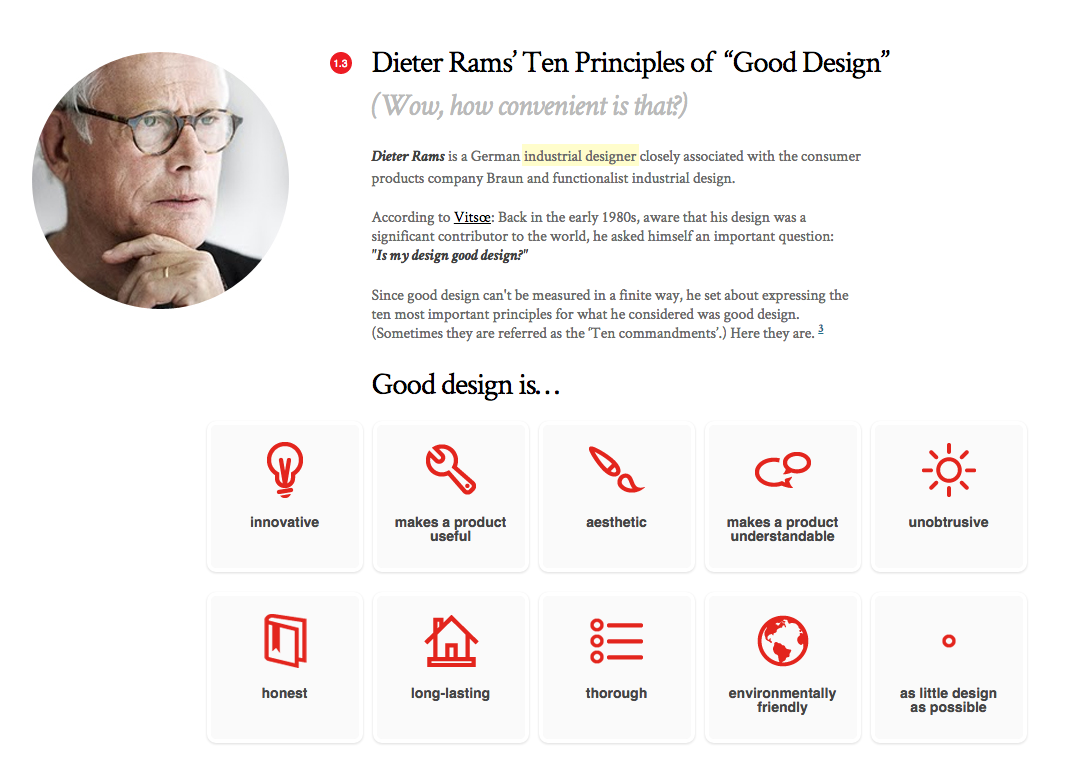 1.3
Dieter Rams’ Ten Principles of “Good Design”
(Wow, how convenient is that?)
Dieter Rams is a German industrial designer closely associated with the consumer
products company Braun and functionalist industrial design.
According to Vitsœ: Back in the early 1980s, aware that his design was a
significant contributor to the world, he asked himself an important question:
"Is my design good design?"
Since good design can't be measured in a finite way, he set about expressing the
ten most important principles for what he considered was good design.
(Sometimes they are referred as the ‘Ten commandments’.) Here they are. 3
Good design is…
innovative
makes a product
useful
aesthetic
makes a product
understandable
unobtrusive
honest
long-lasting
thorough
environmentally
friendly
as little design
as possible